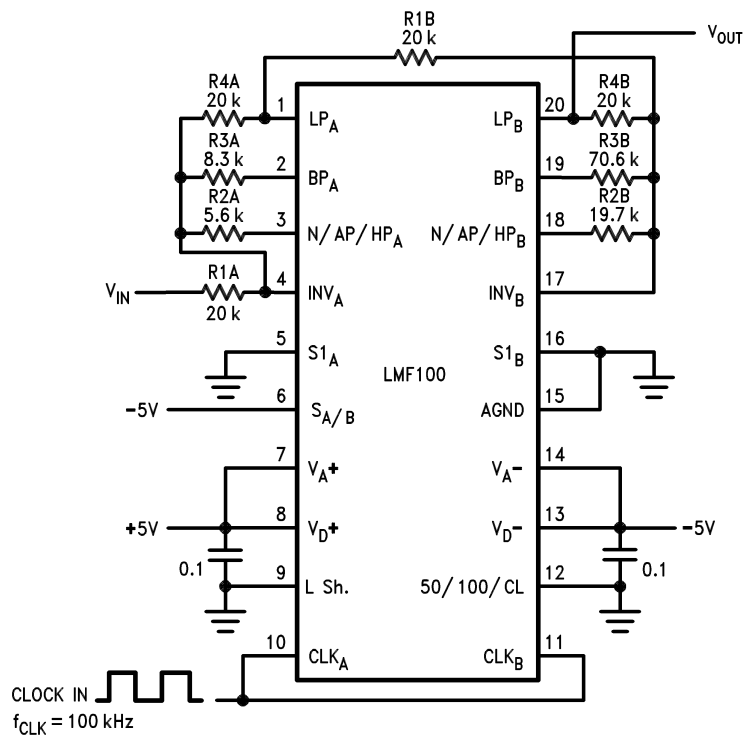 R1B
20 k
V_OUT
R4A
20 k
1
LP_A
20
LP_B
R4B
20 k
R3A
8.3 k
2
BP_A
19
BP_B
R3B
70.6 k
R2A
5.6 k
3
N/AP/HP_A
18
N/AP/HP_B
R2B
19.7 k
V_IN
R1A
20 k
4
INV_A
17
INV_B
5
S1_A
16
S1_B
LMF100
-5V
6
S_A/B
15
AGND
7
V_A+
14
V_A-
+5V
8
V_D+
13
V_D-
-5V
0.1
9
L Sh.
12
50/100/CL
0.1
10
CLK_A
11
CLK_B
CLOCK IN
f_CLK = 100 kHz